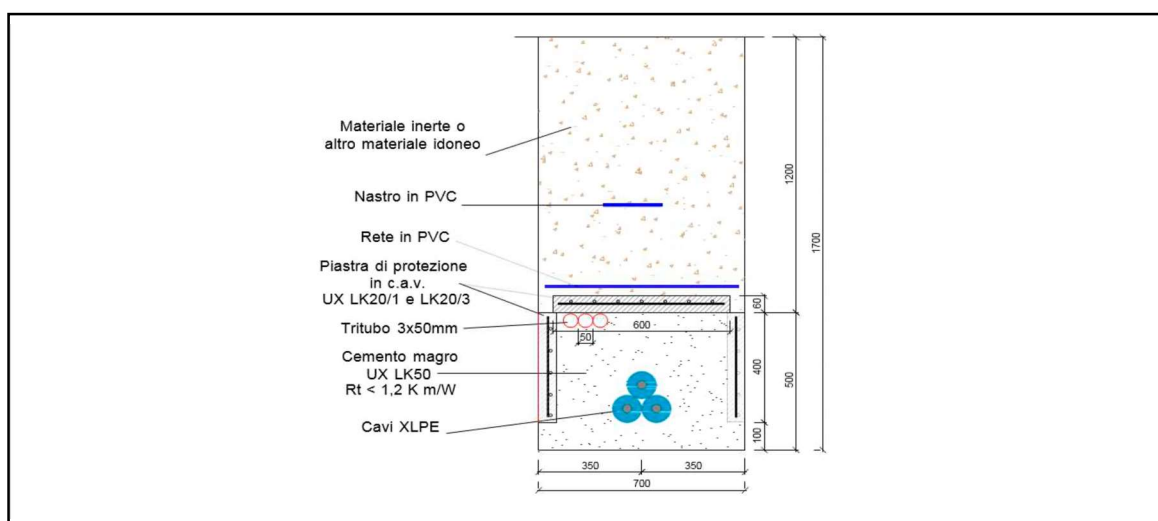 Materiale inerte o
altro materiale idoneo
Nastro in PVC
Rete in PVC
Piastra di protezione
in c.a.v.
UX LK20/1 e LK20/3
Tritubo 3x50mm
Cemento magro
UX LK50
Rt < 1,2 K m/W
Cavi XLPE
1200
1700
60
600
50
400
500
100
350
350
700